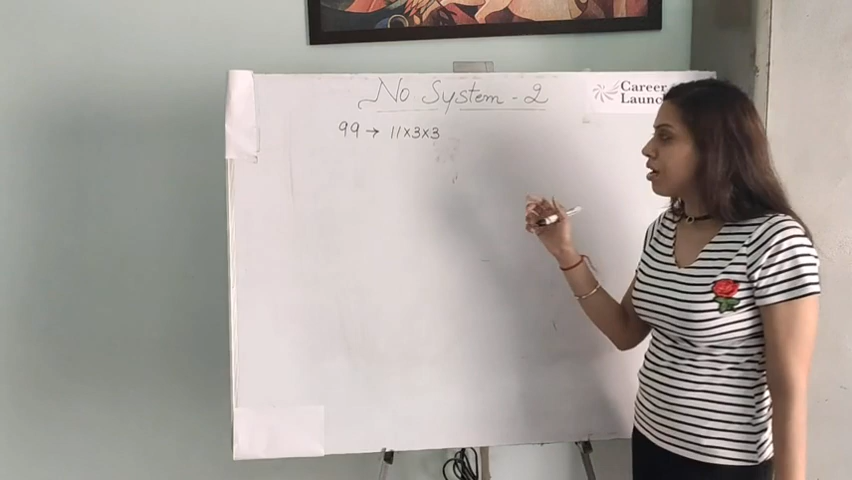 No. System - 2
Career
Launc
99 → 11×3×3